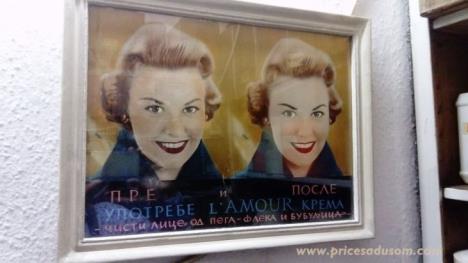 ПРЕ и ПОСЛЕ
УПОТРЕБЕ L'AMOUR КРЕМА
-ЧИСТИ ЛИЦЕ ОД ПЕГА-ФЛЕКА И БУБУЉИЦА-
www.pricesadusom.com